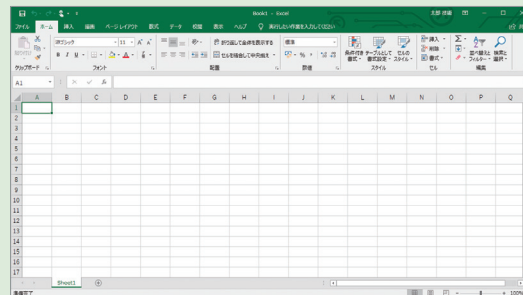 Book1 - Excel
ファイル ホーム 挿入 描画 ページ レイアウト 数式 データ 校閲 表示 ヘルプ 実行したい作業を入力してください
游ゴシック 11 折り返して全体を表示する 標準 挿入 Σ
条件付き テーブルとして セルの 削除 並べ替えと 検索と
B I U セルを結合して中央揃え % 書式 書式設定 スタイル 書式 フィルター 選択
クリップボード フォント 配置 数値 スタイル セル 編集
A1 fx
A B C D E F G H I J K L M N O P Q
1
2
3
4
5
6
7
8
9
10
11
12
13
14
15
16
17
Sheet1
準備完了 100%